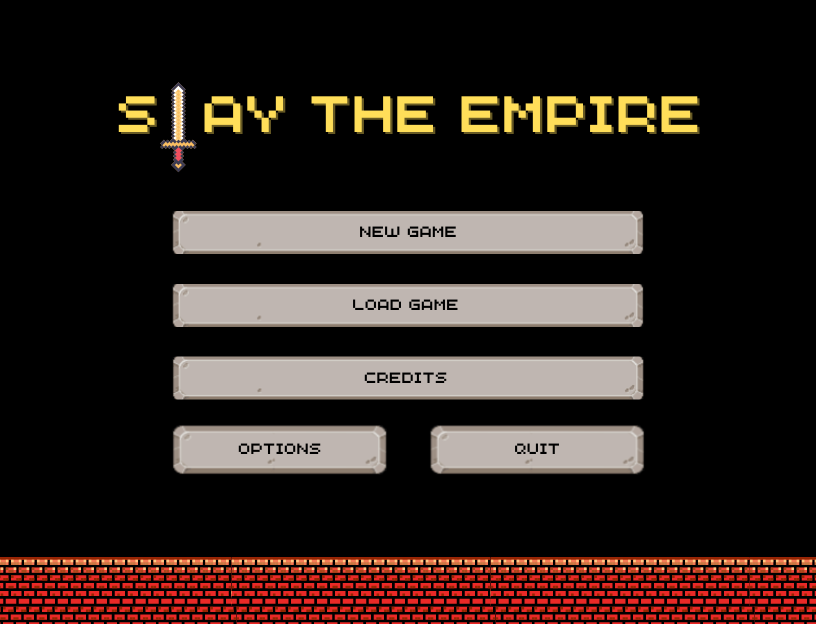 SLAY THE EMPIRE
NEW GAME
LOAD GAME
CREDITS
OPTIONS
QUIT